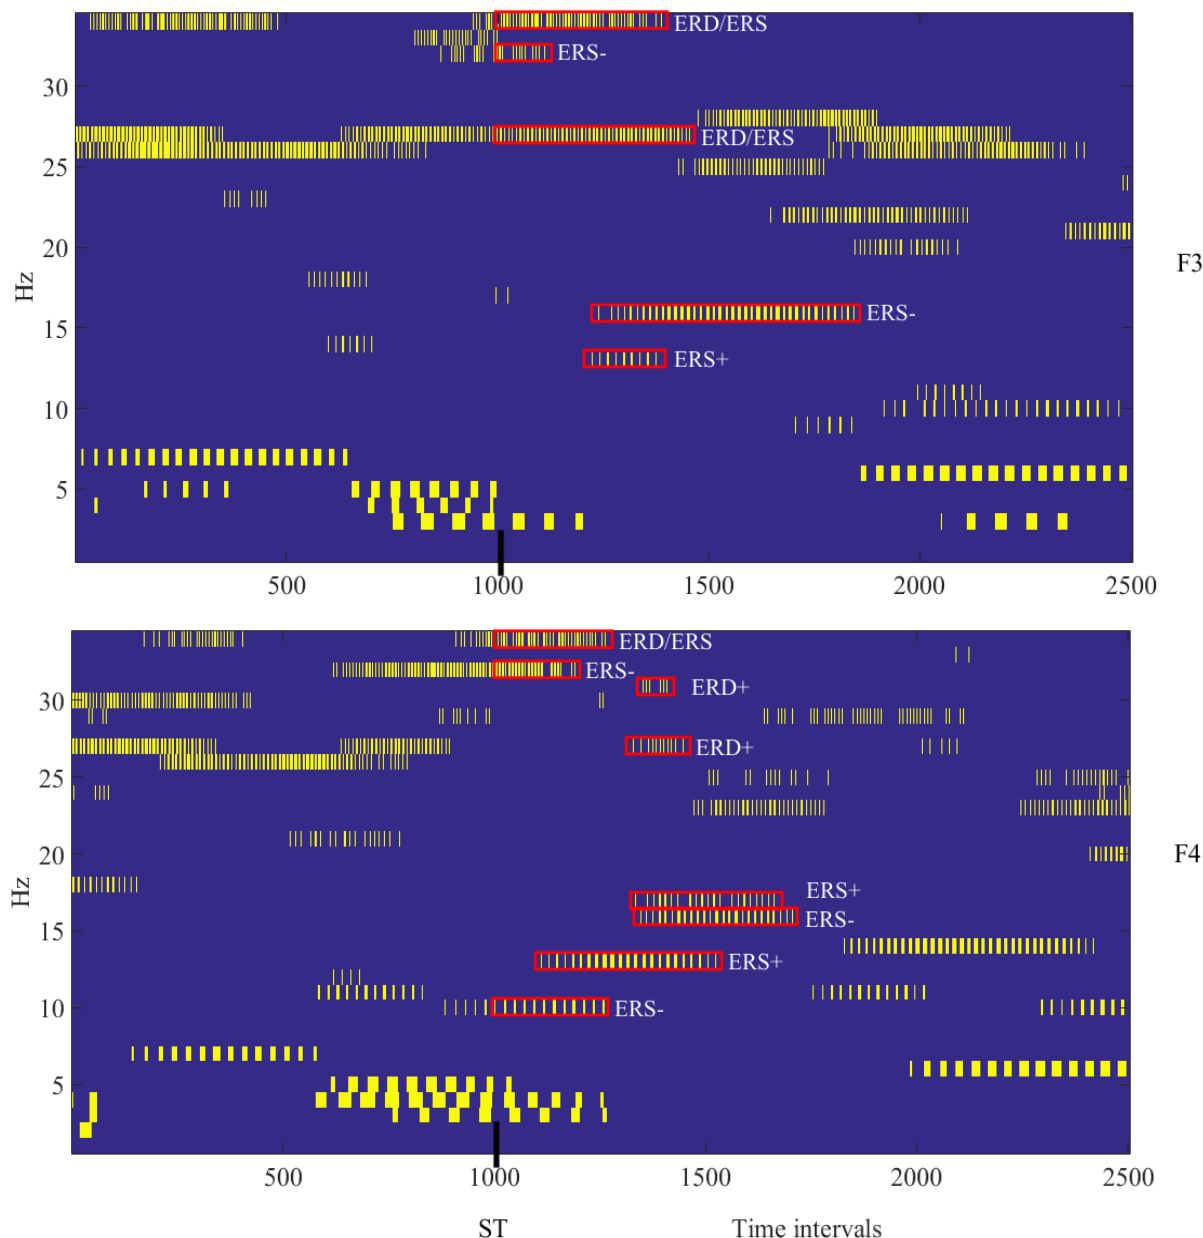 ERD/ERS
ERS-
30
ERD/ERS
25
20
F3
Hz
15
ERS-
ERS+
10
5
500 1000 1500 2000 2500
ERD/ERS
ERS-
ERD+
30
ERD+
25
20
F4
Hz
ERS+
15
ERS-
ERS+
10
ERS-
5
500 1000 1500 2000 2500
ST Time intervals